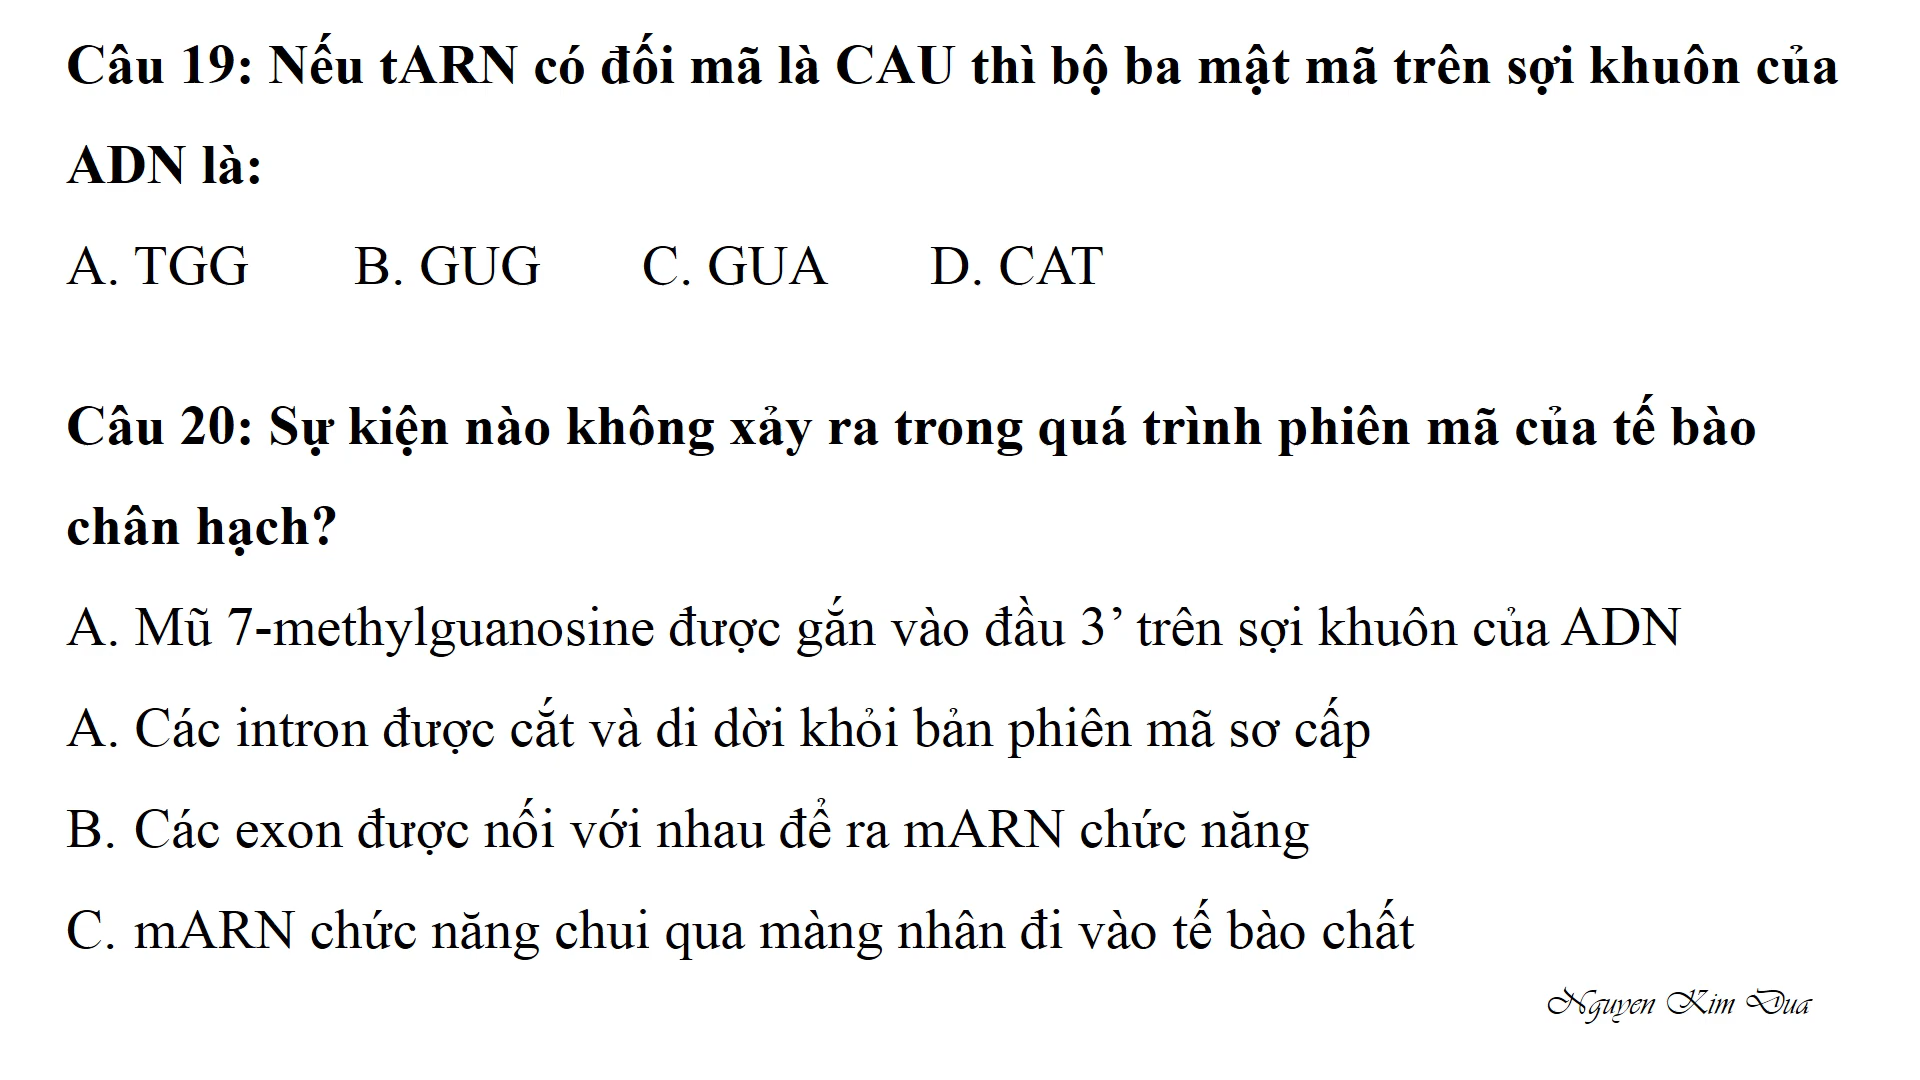 Câu 19: Nếu tARN có đối mã là CAU thì bộ ba mật mã trên sợi khuôn của
ADN là:
A. TGG B. GUG C. GUA D. CAT
Câu 20: Sự kiện nào không xảy ra trong quá trình phiên mã của tế bào
chân hạch?
A. Mũ 7-methylguanosine được gắn vào đầu 3’ trên sợi khuôn của ADN
A. Các intron được cắt và di dời khỏi bản phiên mã sơ cấp
B. Các exon được nối với nhau để ra mARN chức năng
C. mARN chức năng chui qua màng nhân đi vào tế bào chất
Nguyen Kim Dua